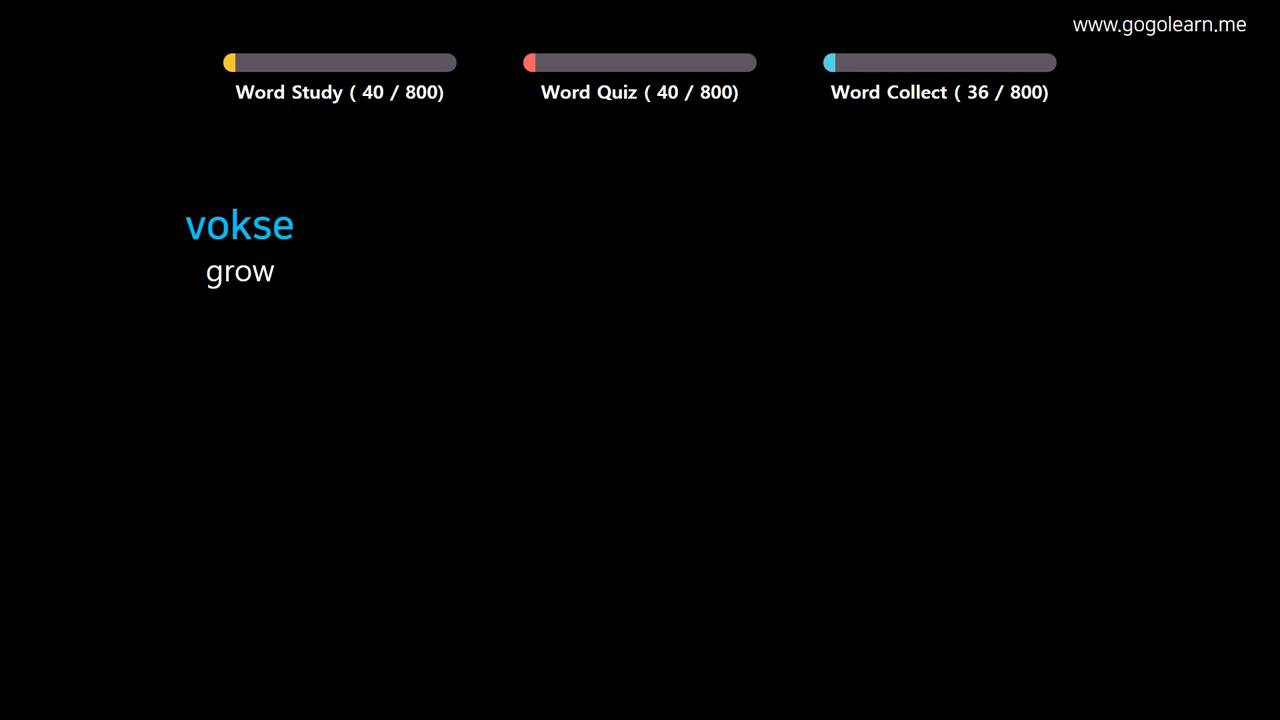 www.gogolearn.me
Word Study ( 40 / 800)
Word Quiz ( 40 / 800)
Word Collect ( 36 / 800)
vokse
grow